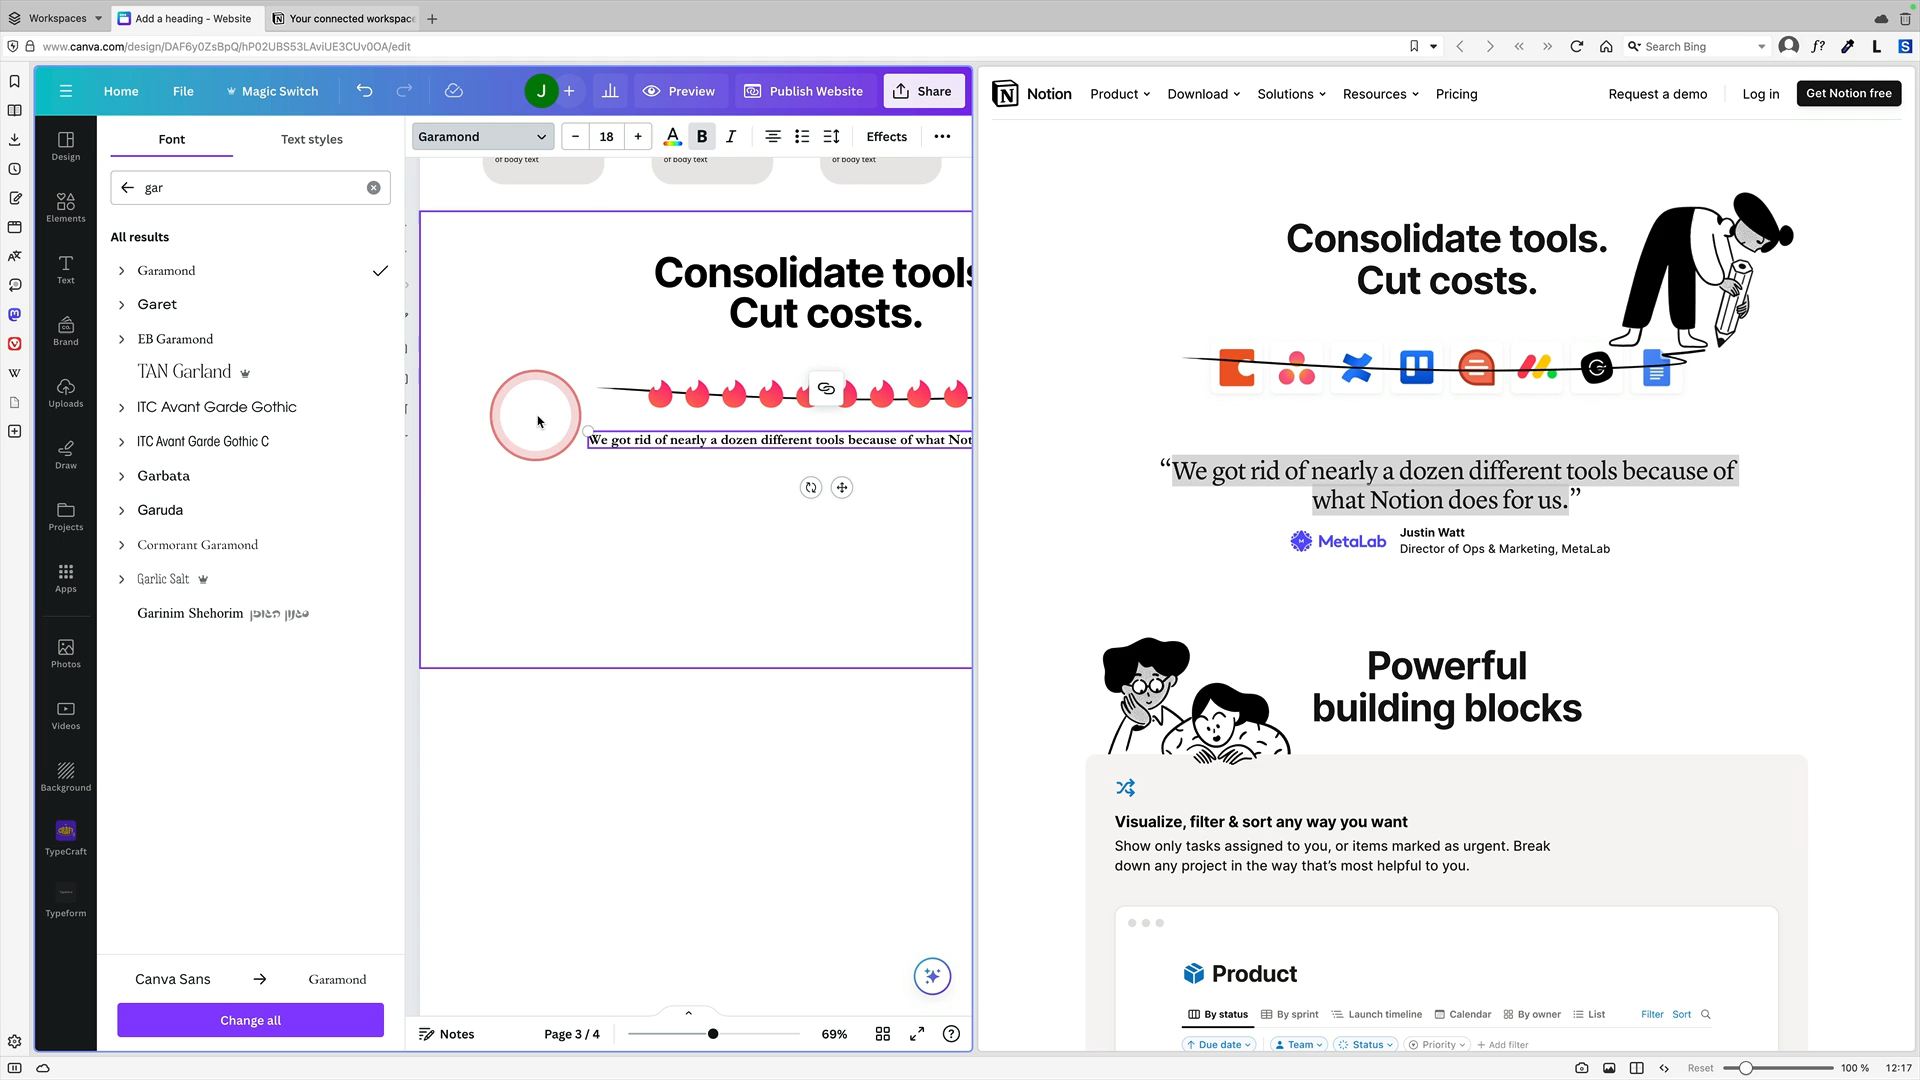 Workspaces
Add a heading - Website
Your connected workspace
www.canva.com/design/DAF6y0ZsBpQ/hP02UBS53LAviUE3CUv0OA/edit
Search Bing
f?
L
S
Home
File
Magic Switch
J
Preview
Publish Website
Share
Font
Text styles
Garamond
18
A
B
I
Effects
gar
All results
Garamond
Garet
EB Garamond
TAN Garland
ITC Avant Garde Gothic
ITC Avant Garde Gothic C
Garbata
Garuda
Cormorant Garamond
Garlic Salt
Garinim Shehorim
Canva Sans
Garamond
Change all
Design
Elements
Text
Brand
Uploads
Draw
Projects
Apps
Photos
Videos
Background
TypeCraft
Typeform
of body text
of body text
of body text
Consolidate tools
Cut costs.
We got rid of nearly a dozen different tools because of what Not
Notes
Page 3 / 4
69%
Notion
Product
Download
Solutions
Resources
Pricing
Request a demo
Log in
Get Notion free
Consolidate tools.
Cut costs.
“We got rid of nearly a dozen different tools because of
what Notion does for us.”
MetaLab
Justin Watt
Director of Ops & Marketing, MetaLab
Powerful
building blocks
Visualize, filter & sort any way you want
Show only tasks assigned to you, or items marked as urgent. Break
down any project in the way that’s most helpful to you.
Product
By status
By sprint
Launch timeline
Calendar
By owner
List
Filter
Sort
Due date
Team
Status
Priority
+ Add filter
Reset
100 %
12:17